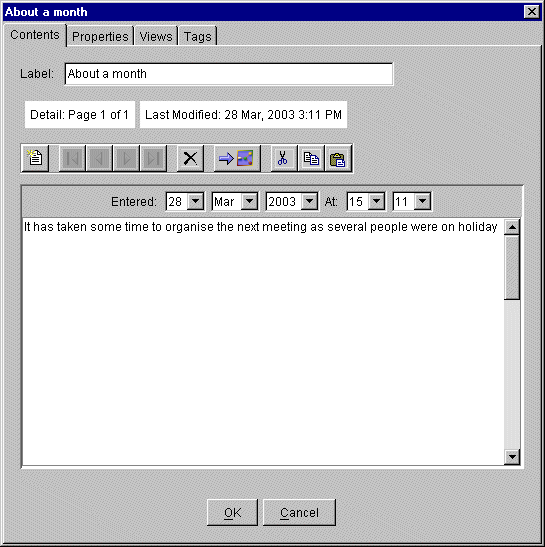 About a month
Contents Properties Views Tags
Label: About a month
Detail: Page 1 of 1 Last Modified: 28 Mar, 2003 3:11 PM
Entered: 28 Mar 2003 At: 15 11
It has taken some time to organise the next meeting as several people were on holiday
OK Cancel